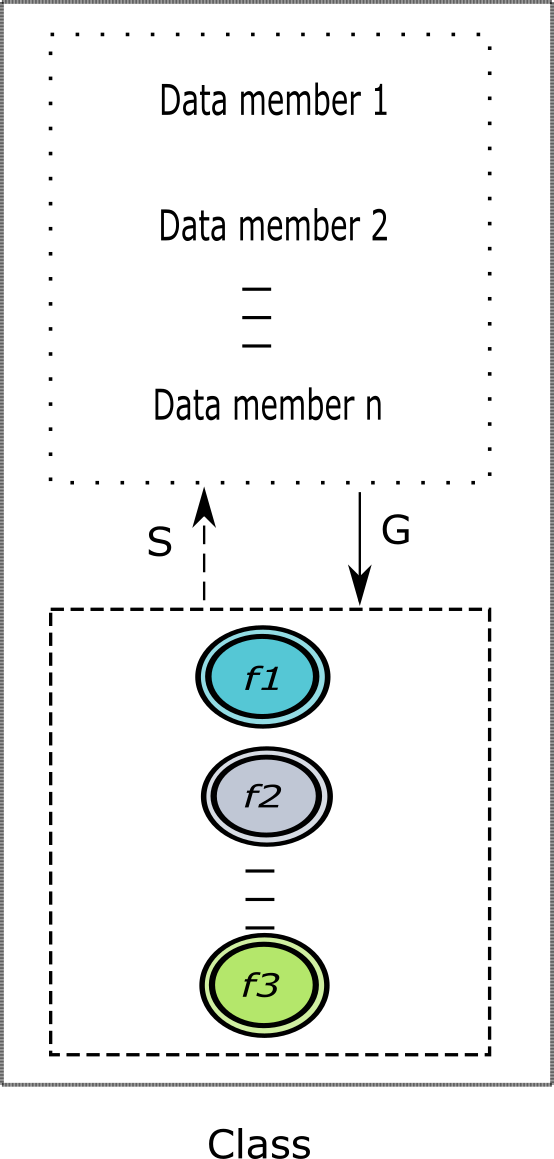 Data member 1
Data member 2
Data member n
S
G
f1
f2
f3
Class